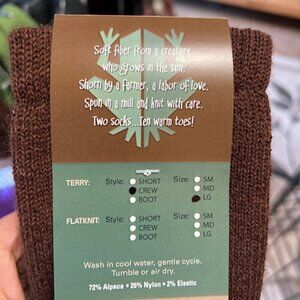 Soft fiber from a creature
who grows in the sun.
Shorn by a farmer, a labor of love.
Spun in a mill and knit with care.
Two socks...Ten warm toes!
TERRY: Style: SHORT Size: SM
CREW MD
BOOT LG
FLATKNIT: Style: SHORT Size: SM
CREW MD
BOOT LG
Wash in cool water, gentle cycle.
Tumble or air dry.
72% Alpaca • 26% Nylon • 2% Elastic